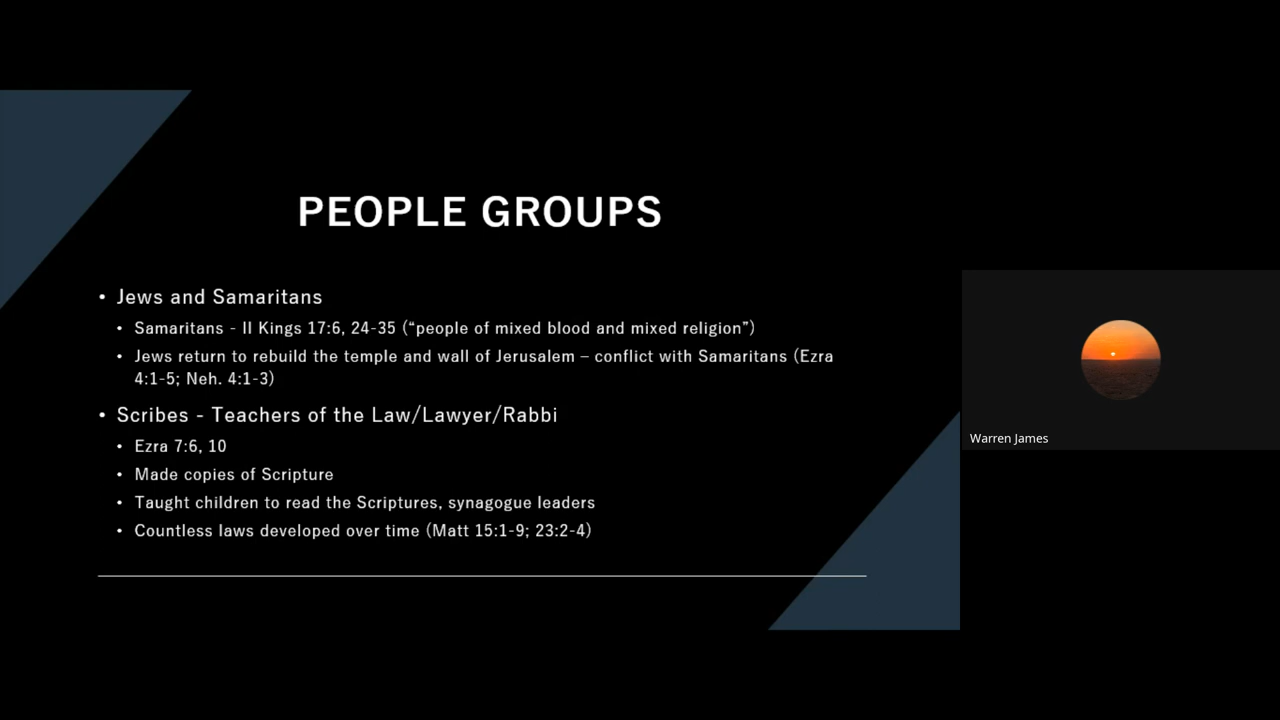 PEOPLE GROUPS
• Jews and Samaritans
• Samaritans - II Kings 17:6, 24-35 (“people of mixed blood and mixed religion”)
• Jews return to rebuild the temple and wall of Jerusalem – conflict with Samaritans (Ezra
4:1-5; Neh. 4:1-3)
• Scribes - Teachers of the Law/Lawyer/Rabbi
• Ezra 7:6, 10
• Made copies of Scripture
• Taught children to read the Scriptures, synagogue leaders
• Countless laws developed over time (Matt 15:1-9; 23:2-4)
Warren James